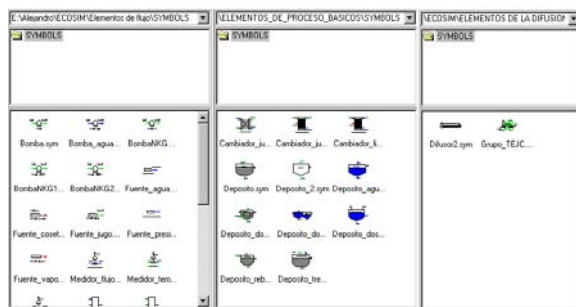 E:\Alejandro\ECOSIM\Elementos de flujo\SYMBOLS
SYMBOLS
Bomba.sym Bomba_agua... BombaNKG...
BombaNKG1... BombaNKG2... Fuente_agua...
Fuente_coset... Fuente_jugo... Fuente_presi...
Fuente_vapo... Medidor_flujo... Medidor_tem...
\ELEMENTOS_DE_PROCESO_BASICOS\SYMBOLS
SYMBOLS
Cambiador_ju... Cambiador_ju... Cambiador_li...
Deposito.sym Deposito_2.sym Deposito_agu...
Deposito_do... Deposito_do... Deposito_dos...
Deposito_reb... Deposito_tre...
\ECOSIM\ELEMENTOS DE LA DIFUSION
SYMBOLS
Difusor2.sym Grupo_TEJC...